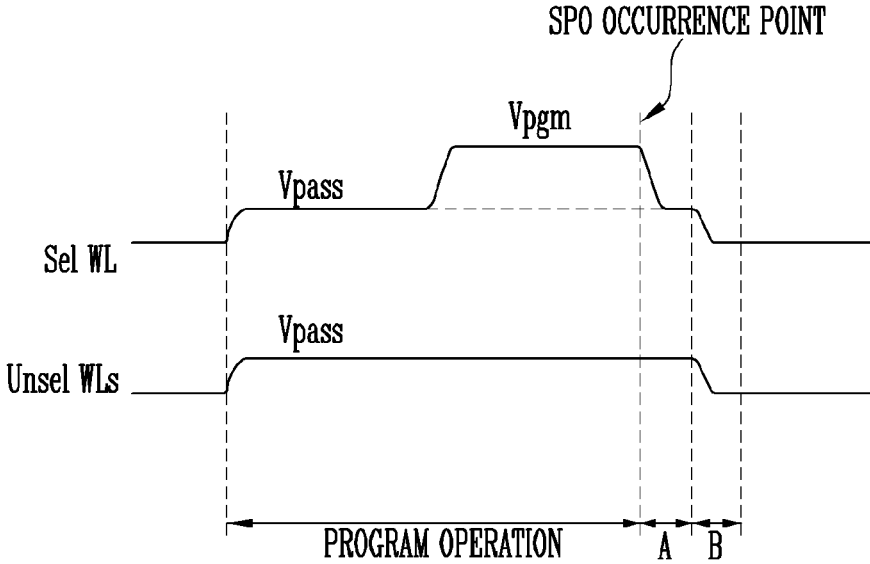 SPO OCCURRENCE POINT
Vpgm
Vpass
Sel WL
Vpass
Unsel WLs
PROGRAM OPERATION
A
B